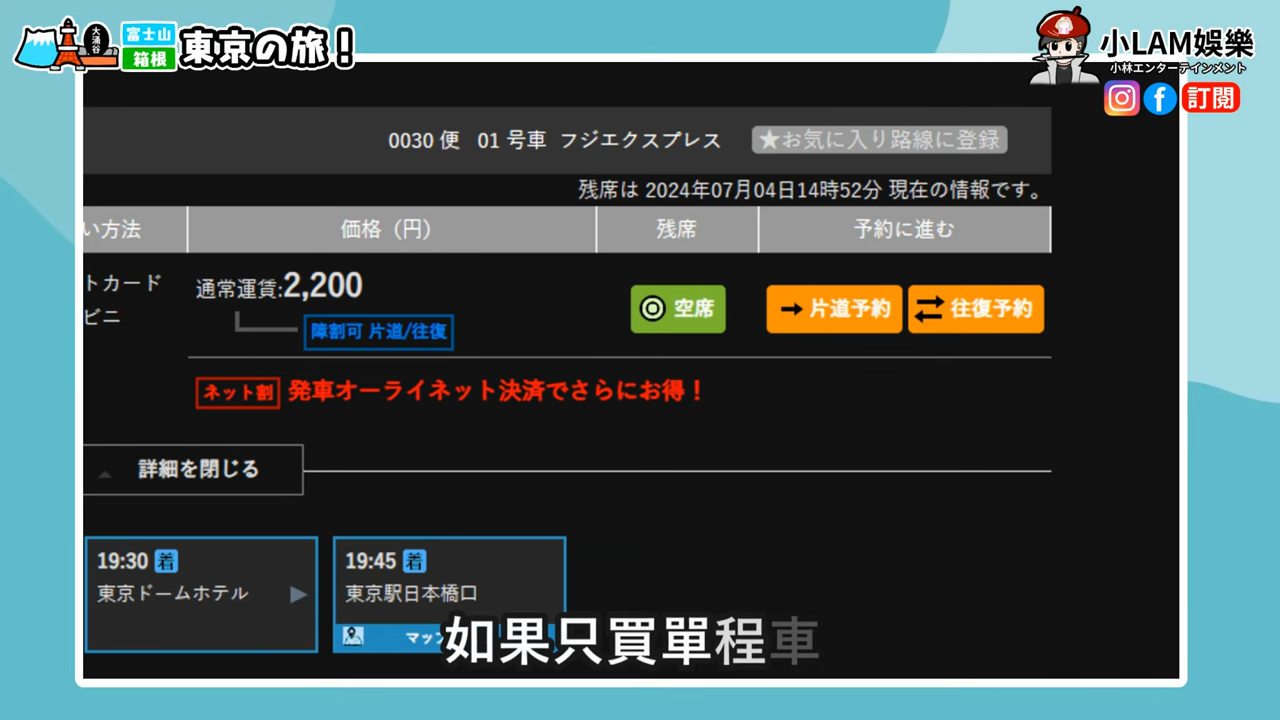 大涌谷
富士山
箱根
東京の旅！
小LAM娛樂
小林エンターテインメント
訂閱
0030 便 01 号車 フジエクスプレス ★お気に入り路線に登録
残席は 2024年07月04日14時52分 現在の情報です。
い方法 価格（円） 残席 予約に進む
トカード
ビニ
通常運賃:2,200
障割可 片道/往復
◎ 空席
→ 片道予約
⇄ 往復予約
ネット割 発車オーライネット決済でさらにお得！
▲ 詳細を閉じる
19:30 着
東京ドームホテル ▶
19:45 着
東京駅日本橋口
マップ
如果只買單程車